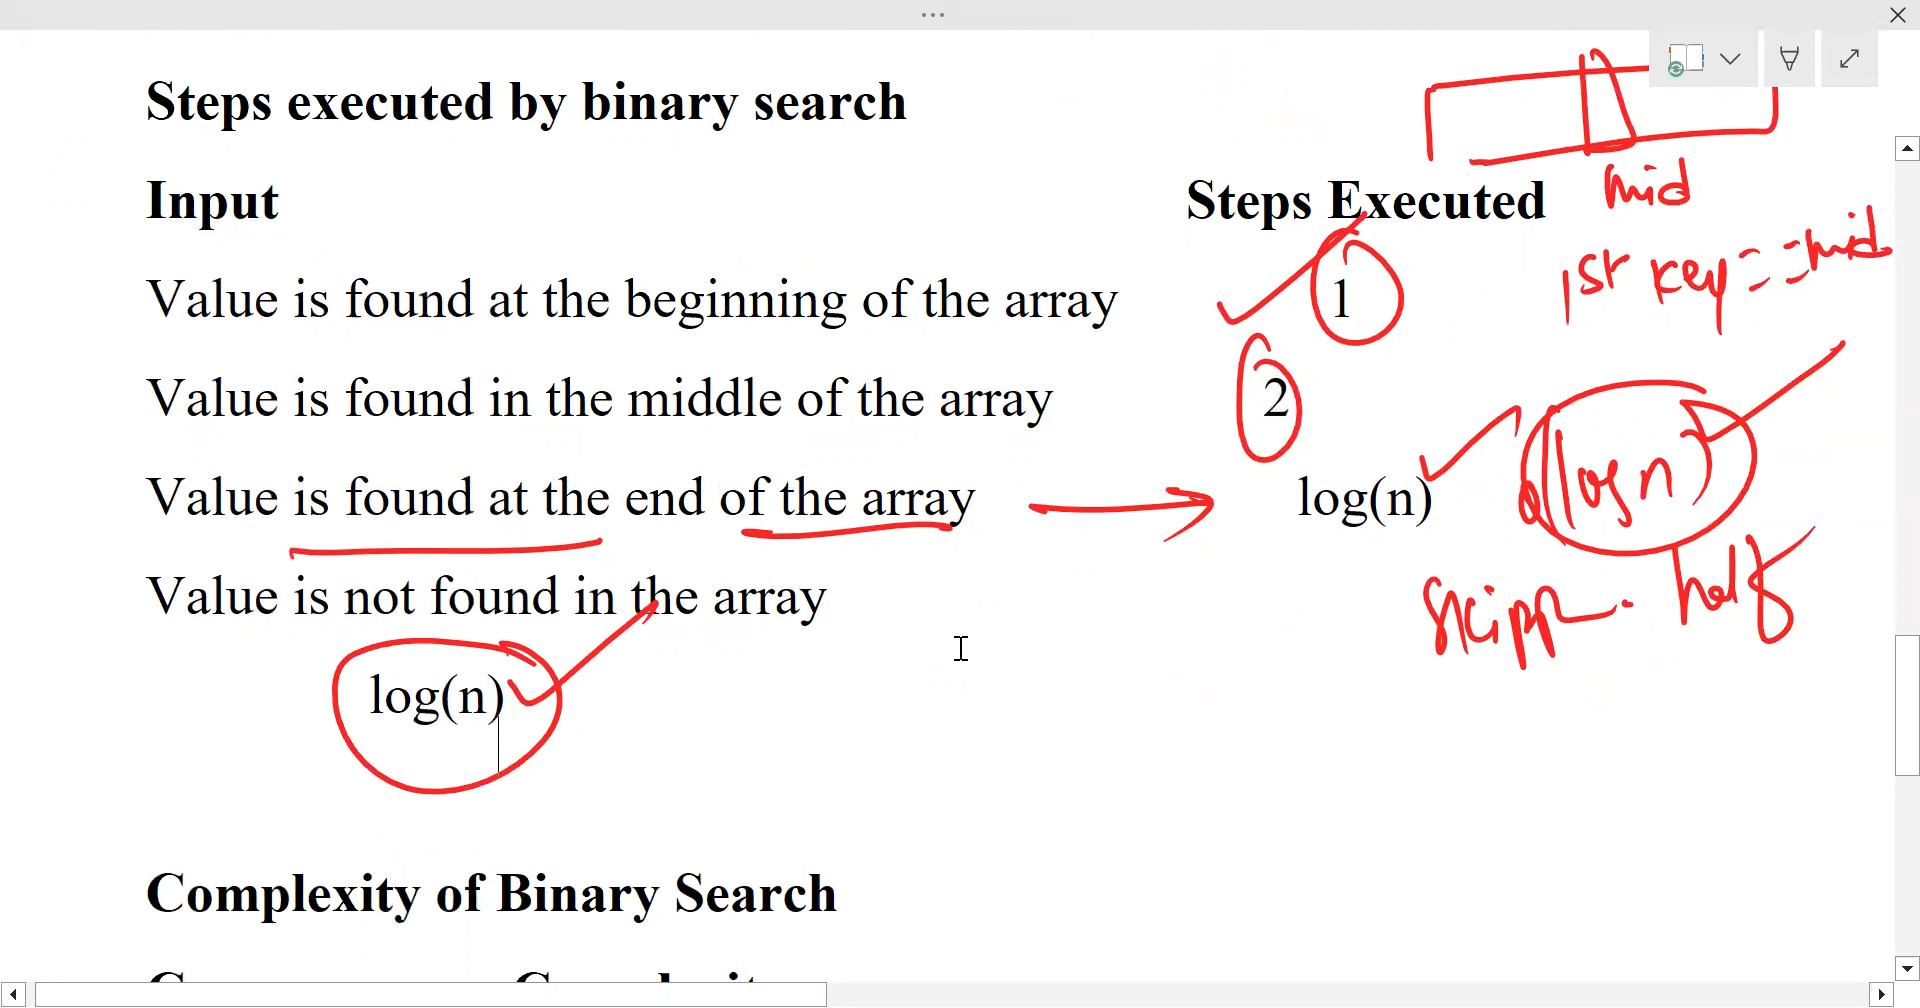 Steps executed by binary search
Input Steps Executed
mid
Value is found at the beginning of the array 1
1st key == mid
Value is found in the middle of the array 2
Value is found at the end of the array log(n) (log n)
Value is not found in the array
half
log(n)
Complexity of Binary Search